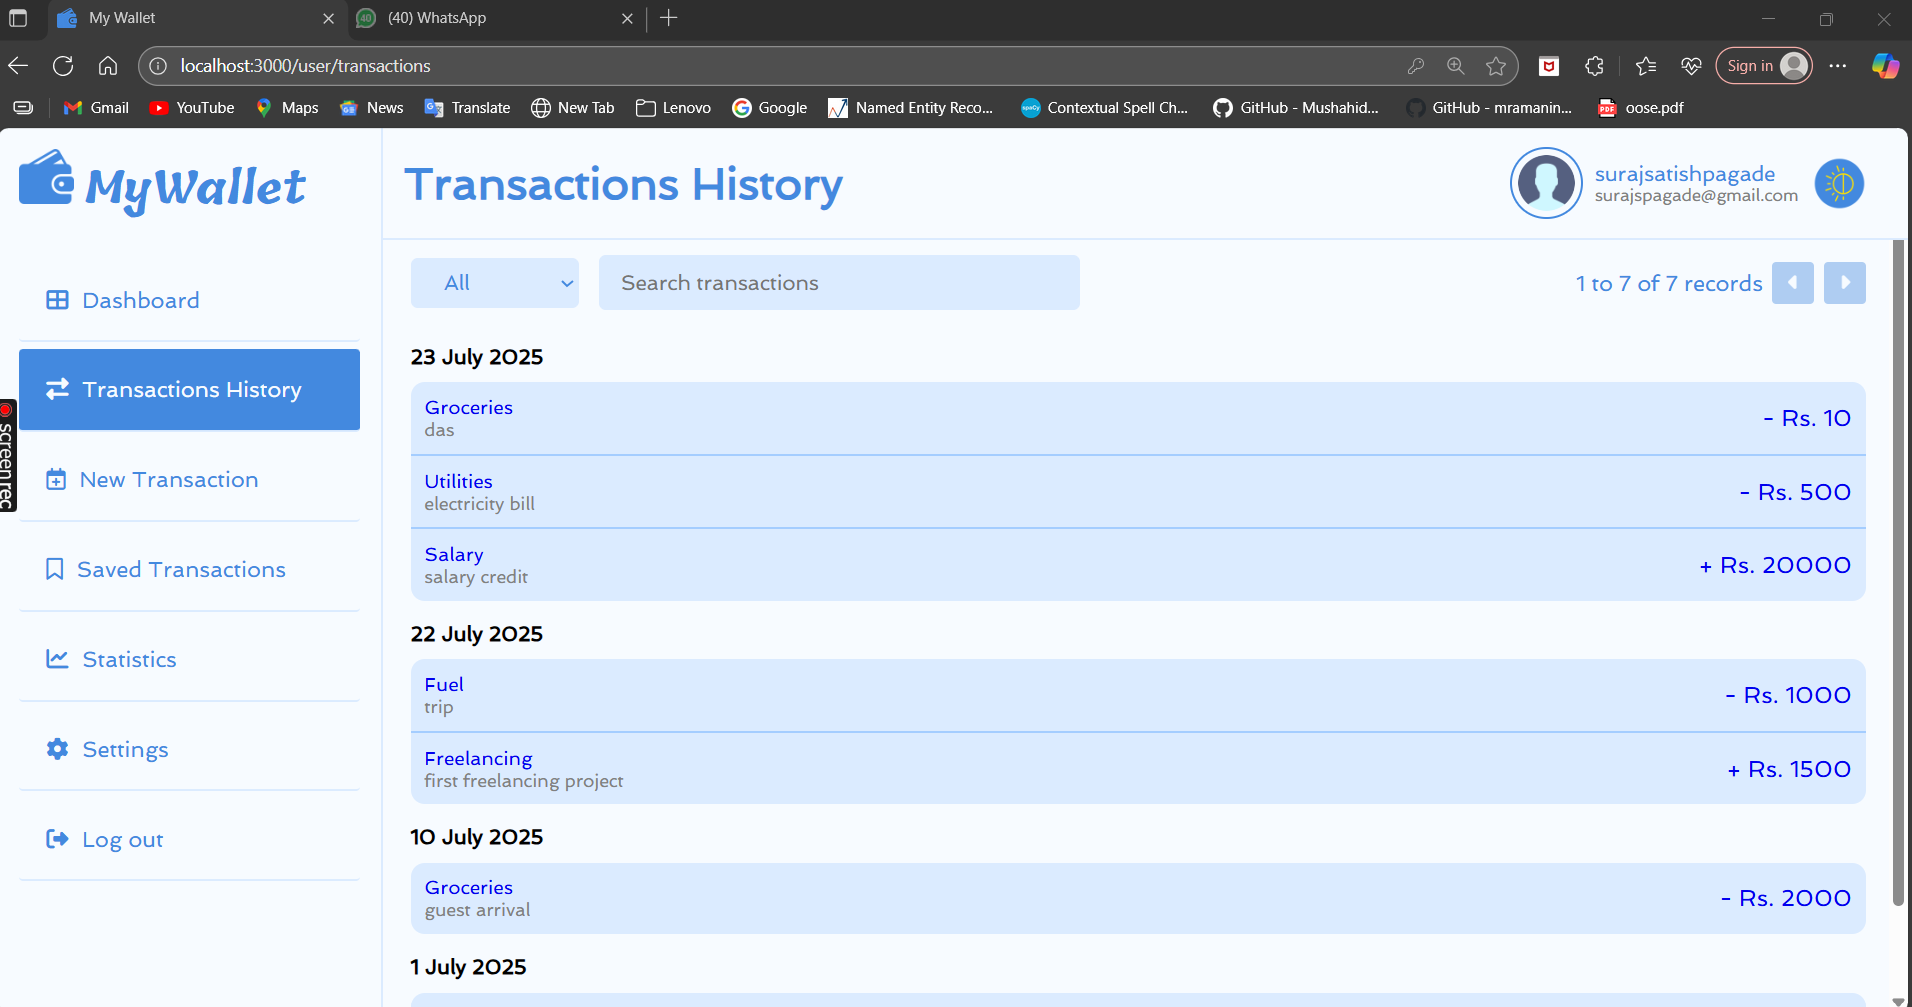 My Wallet
40
(40) WhatsApp
localhost:3000/user/transactions
Sign in
Gmail
YouTube
Maps
News
Translate
New Tab
Lenovo
Google
Named Entity Reco...
spaCy
Contextual Spell Ch...
GitHub - Mushahid...
GitHub - mramanin...
PDF
oose.pdf
MyWallet
Transactions History
surajsatishpagade
surajspagade@gmail.com
Dashboard
Transactions History
New Transaction
Saved Transactions
Statistics
Settings
Log out
screenrec
All
Search transactions
1 to 7 of 7 records
23 July 2025
Groceries
das
- Rs. 10
Utilities
electricity bill
- Rs. 500
Salary
salary credit
+ Rs. 20000
22 July 2025
Fuel
trip
- Rs. 1000
Freelancing
first freelancing project
+ Rs. 1500
10 July 2025
Groceries
guest arrival
- Rs. 2000
1 July 2025